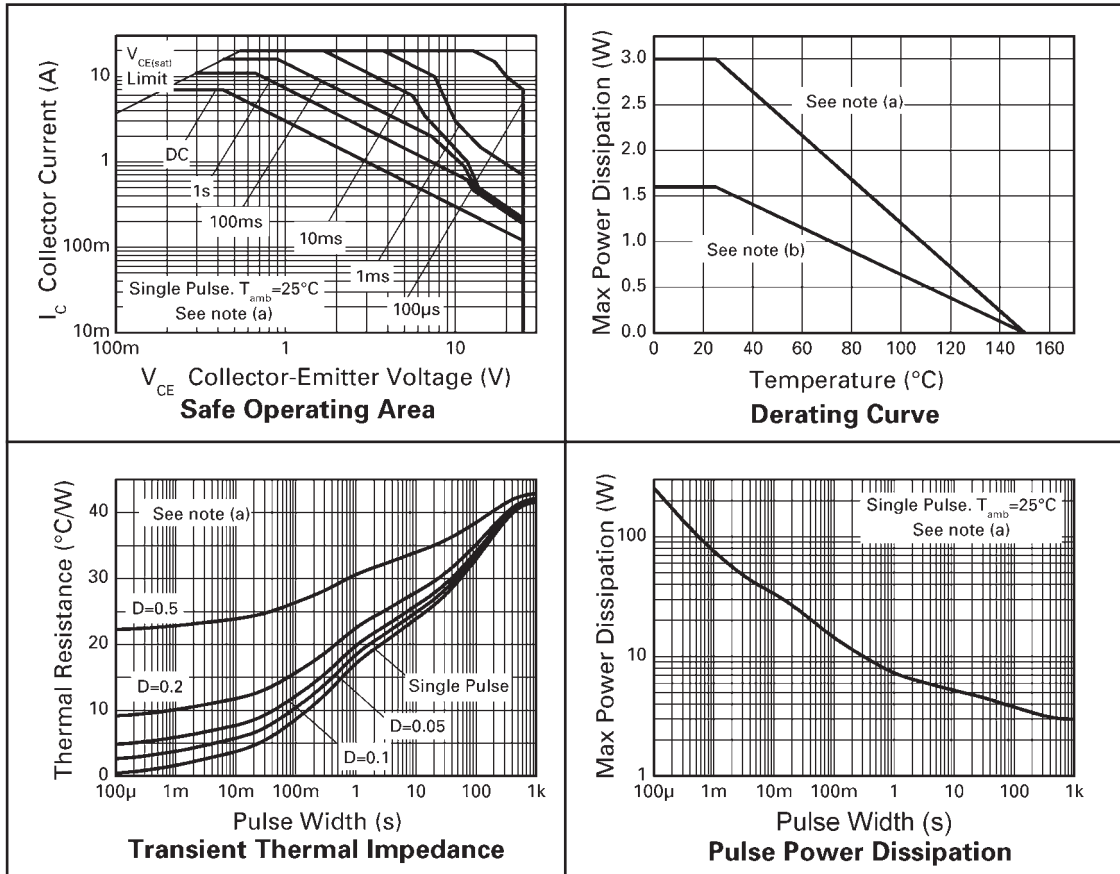 I_C Collector Current (A)
V_CE(sat)
Limit
10
1
100m
10m
DC
1s
100ms
10ms
1ms
100µs
Single Pulse. T_amb=25°C
See note (a)
100m 1 10
V_CE Collector-Emitter Voltage (V)
Safe Operating Area
Max Power Dissipation (W)
3.0
2.5
2.0
1.5
1.0
0.5
0.0
See note (a)
See note (b)
0 20 40 60 80 100 120 140 160
Temperature (°C)
Derating Curve
Thermal Resistance (°C/W)
40
30
20
10
0
See note (a)
D=0.5
D=0.2
Single Pulse
D=0.05
D=0.1
100µ 1m 10m 100m 1 10 100 1k
Pulse Width (s)
Transient Thermal Impedance
Max Power Dissipation (W)
100
10
1
Single Pulse. T_amb=25°C
See note (a)
100µ 1m 10m 100m 1 10 100 1k
Pulse Width (s)
Pulse Power Dissipation